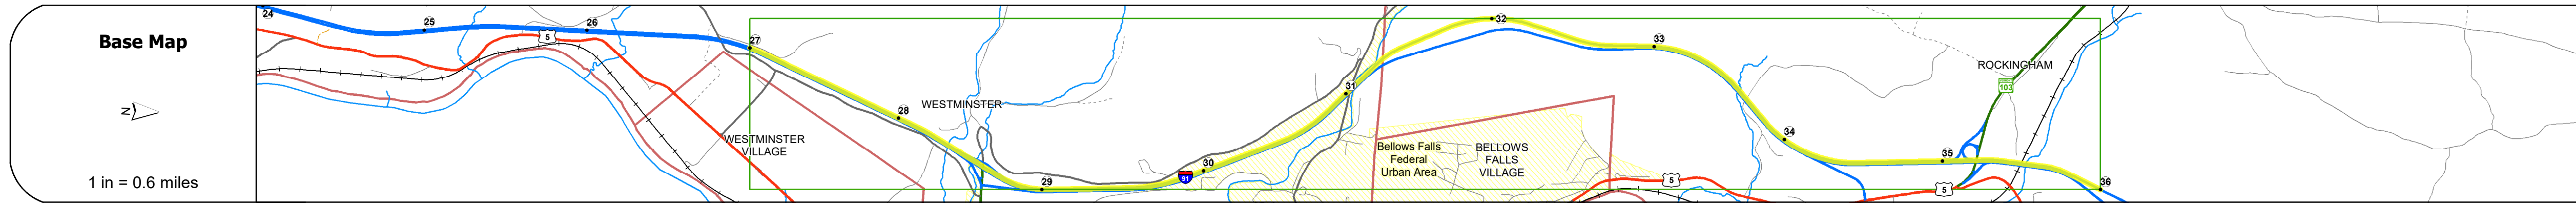 Base Map
N
1 in = 0.6 miles
24
25
26
5
27
28
WESTMINSTER
WESTMINSTER
VILLAGE
29
91
30
31
32
33
Bellows Falls
Federal
Urban Area
BELLOWS
FALLS
VILLAGE
5
34
35
5
ROCKINGHAM
103
36